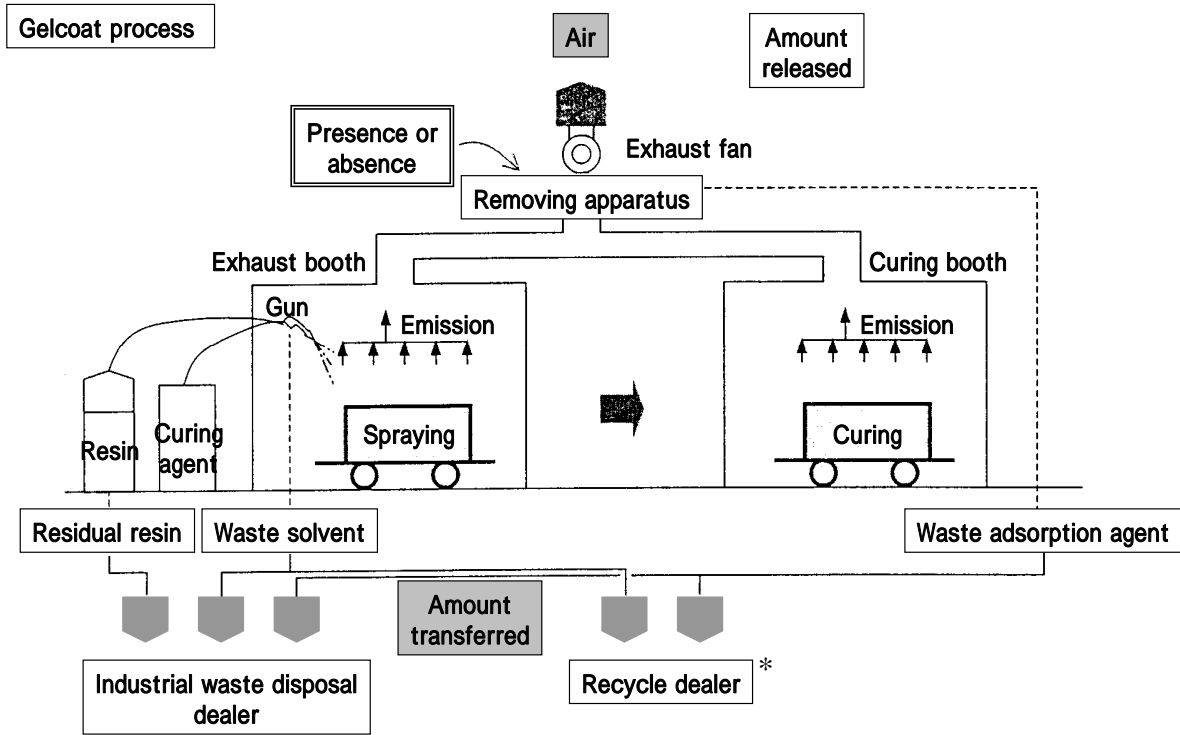 Gelcoat process
Air
Amount
released
Presence or
absence
Exhaust fan
Removing apparatus
Exhaust booth
Curing booth
Gun
Emission
Emission
Resin
Curing
agent
Spraying
Curing
Residual resin
Waste solvent
Waste adsorption agent
Amount
transferred
Industrial waste disposal
dealer
Recycle dealer *